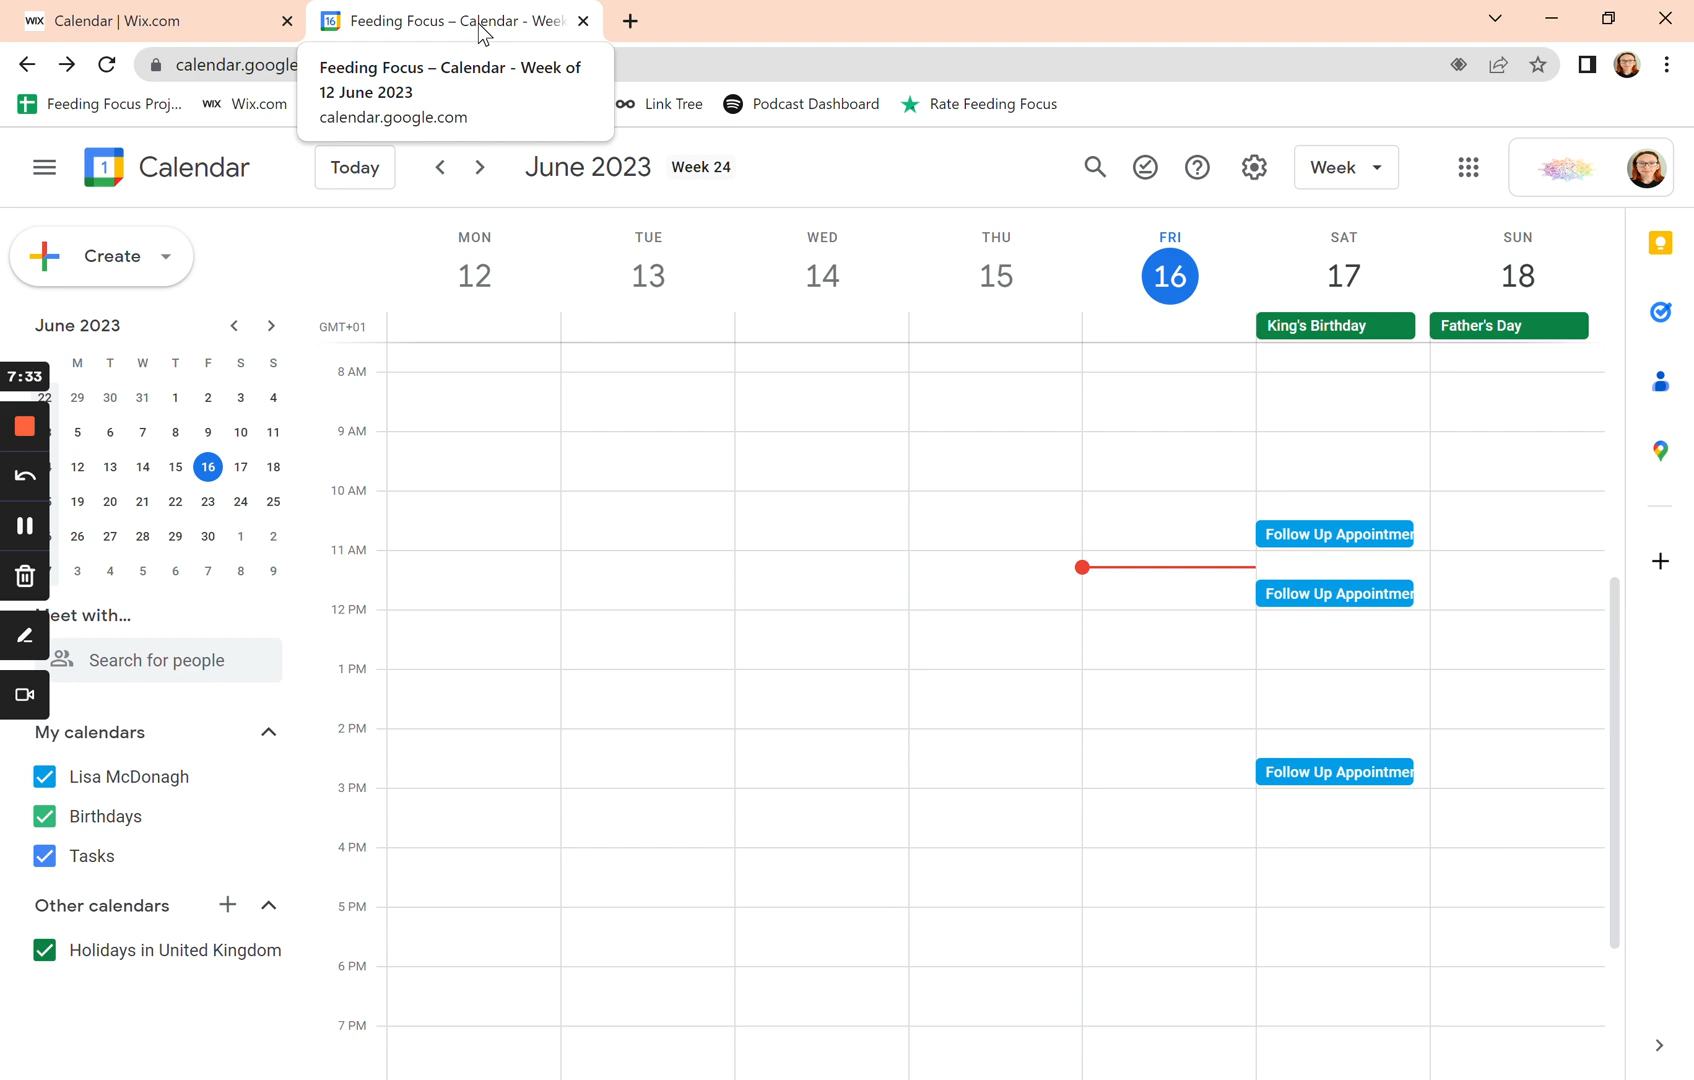 WIX Calendar | Wix.com
16 Feeding Focus – Calendar - Week
calendar.google
Feeding Focus – Calendar - Week of
12 June 2023
calendar.google.com
Feeding Focus Proj...
WIX Wix.com
Link Tree
Podcast Dashboard
Rate Feeding Focus
1 Calendar
Today
June 2023
Week 24
Week
Create
MON TUE WED THU FRI SAT SUN
12 13 14 15 16 17 18
June 2023
GMT+01
King's Birthday
Father's Day
M T W T F S S
22 29 30 31 1 2 3 4
5 6 7 8 9 10 11
12 13 14 15 16 17 18
19 20 21 22 23 24 25
26 27 28 29 30 1 2
3 4 5 6 7 8 9
7:33
eet with...
Search for people
My calendars
Lisa McDonagh
Birthdays
Tasks
Other calendars
Holidays in United Kingdom
8 AM
9 AM
10 AM
Follow Up Appointmer
11 AM
Follow Up Appointmer
12 PM
1 PM
2 PM
Follow Up Appointmer
3 PM
4 PM
5 PM
6 PM
7 PM